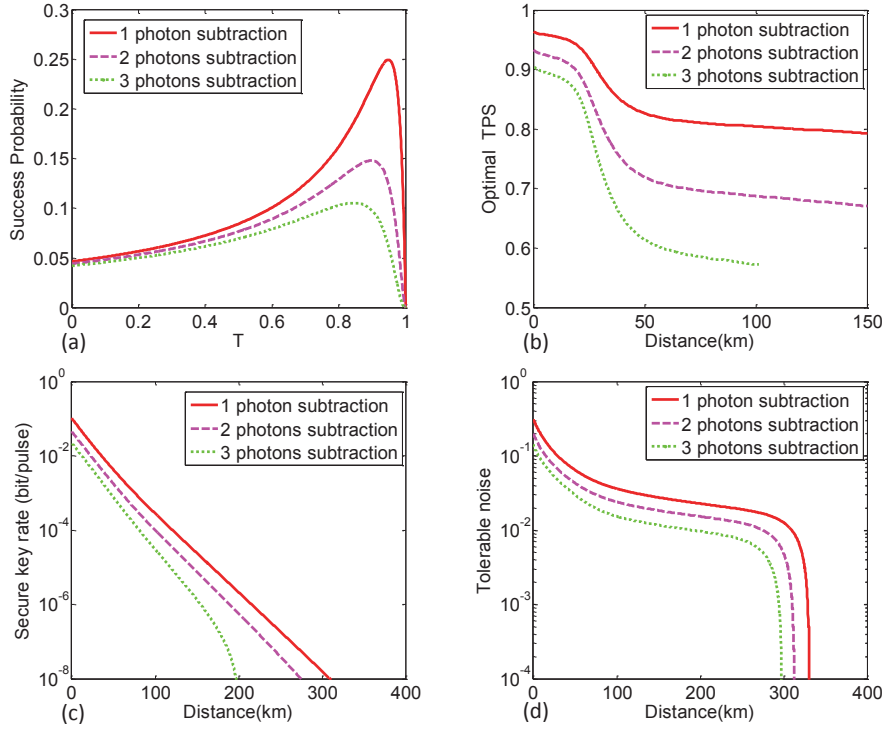 0.3
0.25
0.2
0.15
0.1
0.05
0
Success Probability
1 photon subtraction
2 photons subtraction
3 photons subtraction
0 0.2 0.4 0.6 0.8 1
(a) T
1
0.9
0.8
0.7
0.6
0.5
Optimal TPS
1 photon subtraction
2 photons subtraction
3 photons subtraction
0 50 100 150
(b) Distance(km)
10^0
10^-2
10^-4
10^-6
10^-8
Secure key rate (bit/pulse)
1 photon subtraction
2 photons subtraction
3 photons subtraction
0 100 200 300 400
(c) Distance(km)
10^0
10^-1
10^-2
10^-3
10^-4
Tolerable noise
1 photon subtraction
2 photons subtraction
3 photons subtraction
0 100 200 300 400
(d) Distance(km)